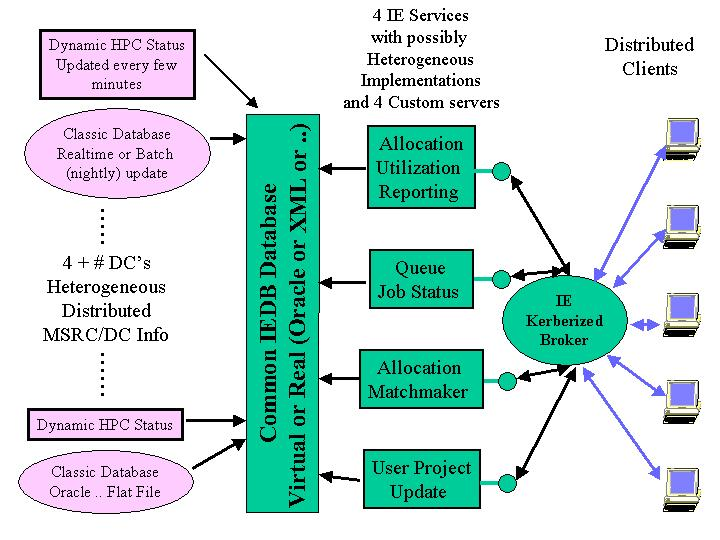 Dynamic HPC Status
Updated every few
minutes
Classic Database
Realtime or Batch
(nightly) update
4 + # DC's
Heterogeneous
Distributed
MSRC/DC Info
Dynamic HPC Status
Classic Database
Oracle .. Flat File
Common IEDB Database
Virtual or Real (Oracle or XML or ..)
4 IE Services
with possibly
Heterogeneous
Implementations
and 4 Custom servers
Allocation
Utilization
Reporting
Queue
Job Status
Allocation
Matchmaker
User Project
Update
IE
Kerberized
Broker
Distributed
Clients